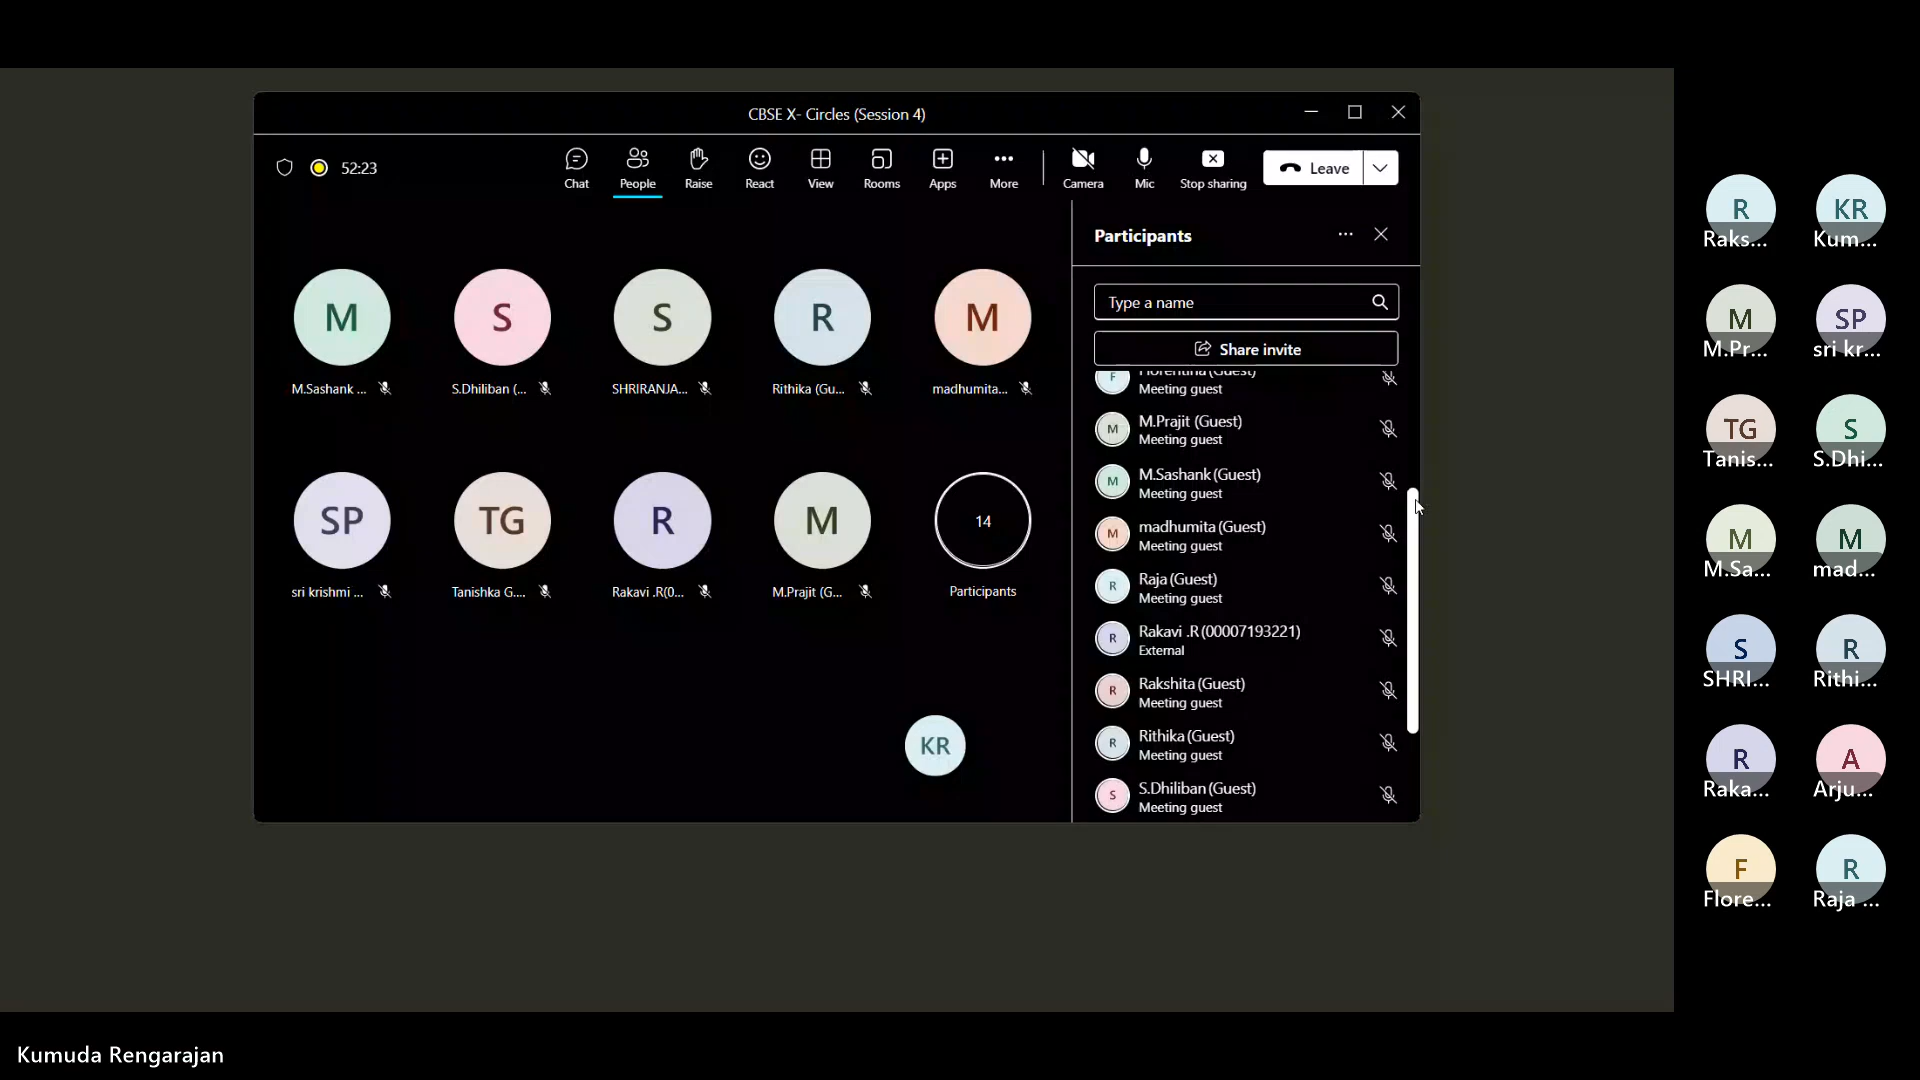 CBSE X- Circles (Session 4)
52:23
Chat
People
Raise
React
View
Rooms
Apps
More
Camera
Mic
Stop sharing
Leave
M
S
S
R
M
M.Sashank ...
S.Dhiliban (...
SHRIRANJA...
Rithika (Gu...
madhumita...
SP
TG
R
M
14
sri krishmi ...
Tanishka G....
Rakavi .R(0...
M.Prajit (G...
Participants
KR
Participants
Type a name
Share invite
F
Florentina (Guest)
Meeting guest
M
M.Prajit (Guest)
Meeting guest
M
M.Sashank (Guest)
Meeting guest
M
madhumita (Guest)
Meeting guest
R
Raja (Guest)
Meeting guest
R
Rakavi .R (00007193221)
External
R
Rakshita (Guest)
Meeting guest
R
Rithika (Guest)
Meeting guest
S
S.Dhiliban (Guest)
Meeting guest
R
KR
Raks...
Kum...
M
SP
M.Pr...
sri kr...
TG
S
Tanis...
S.Dhi...
M
M
M.Sa...
mad...
S
R
SHRI...
Rithi...
R
A
Raka...
Arju...
F
R
Flore...
Raja ...
Kumuda Rengarajan